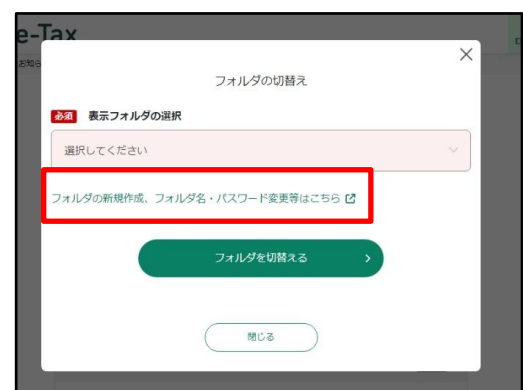 e-Tax
お知ら
フォルダの切替え
必須 表示フォルダの選択
選択してください
フォルダの新規作成、フォルダ名・パスワード変更等はこちら
フォルダを切替える
閉じる